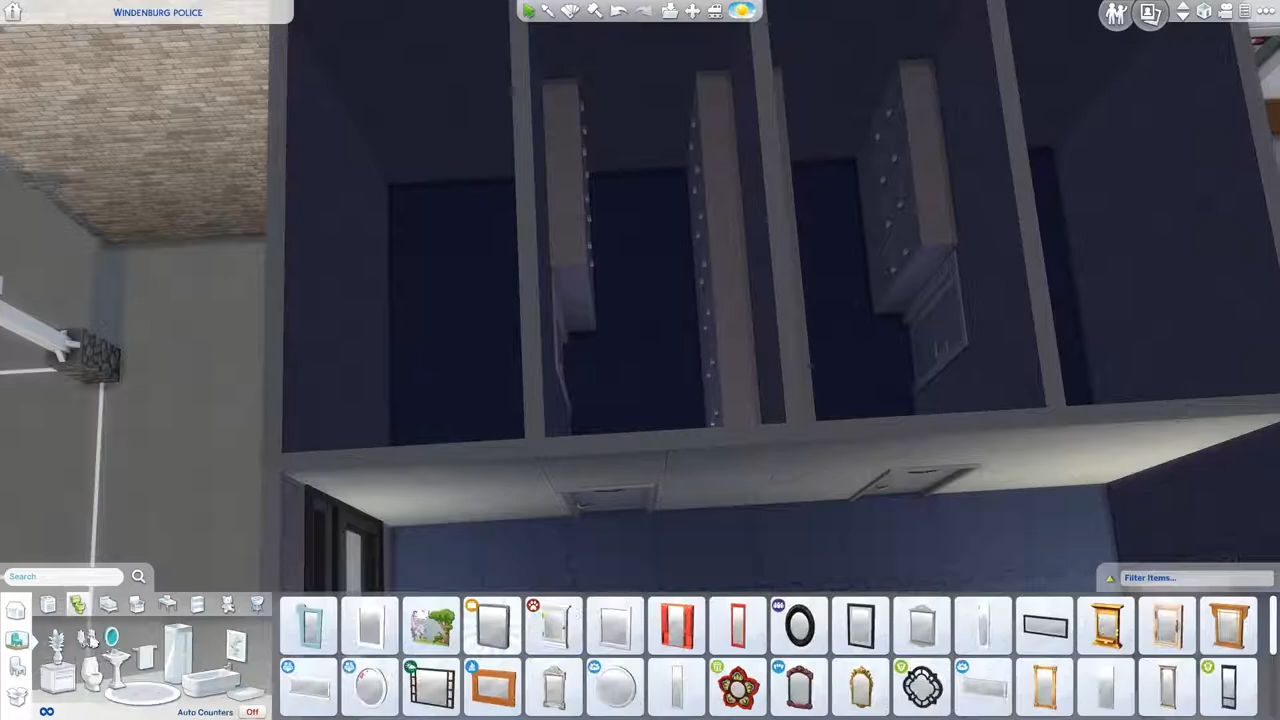 WINDENBURG POLICE
Search
Filter Items...
Auto Counters
Off